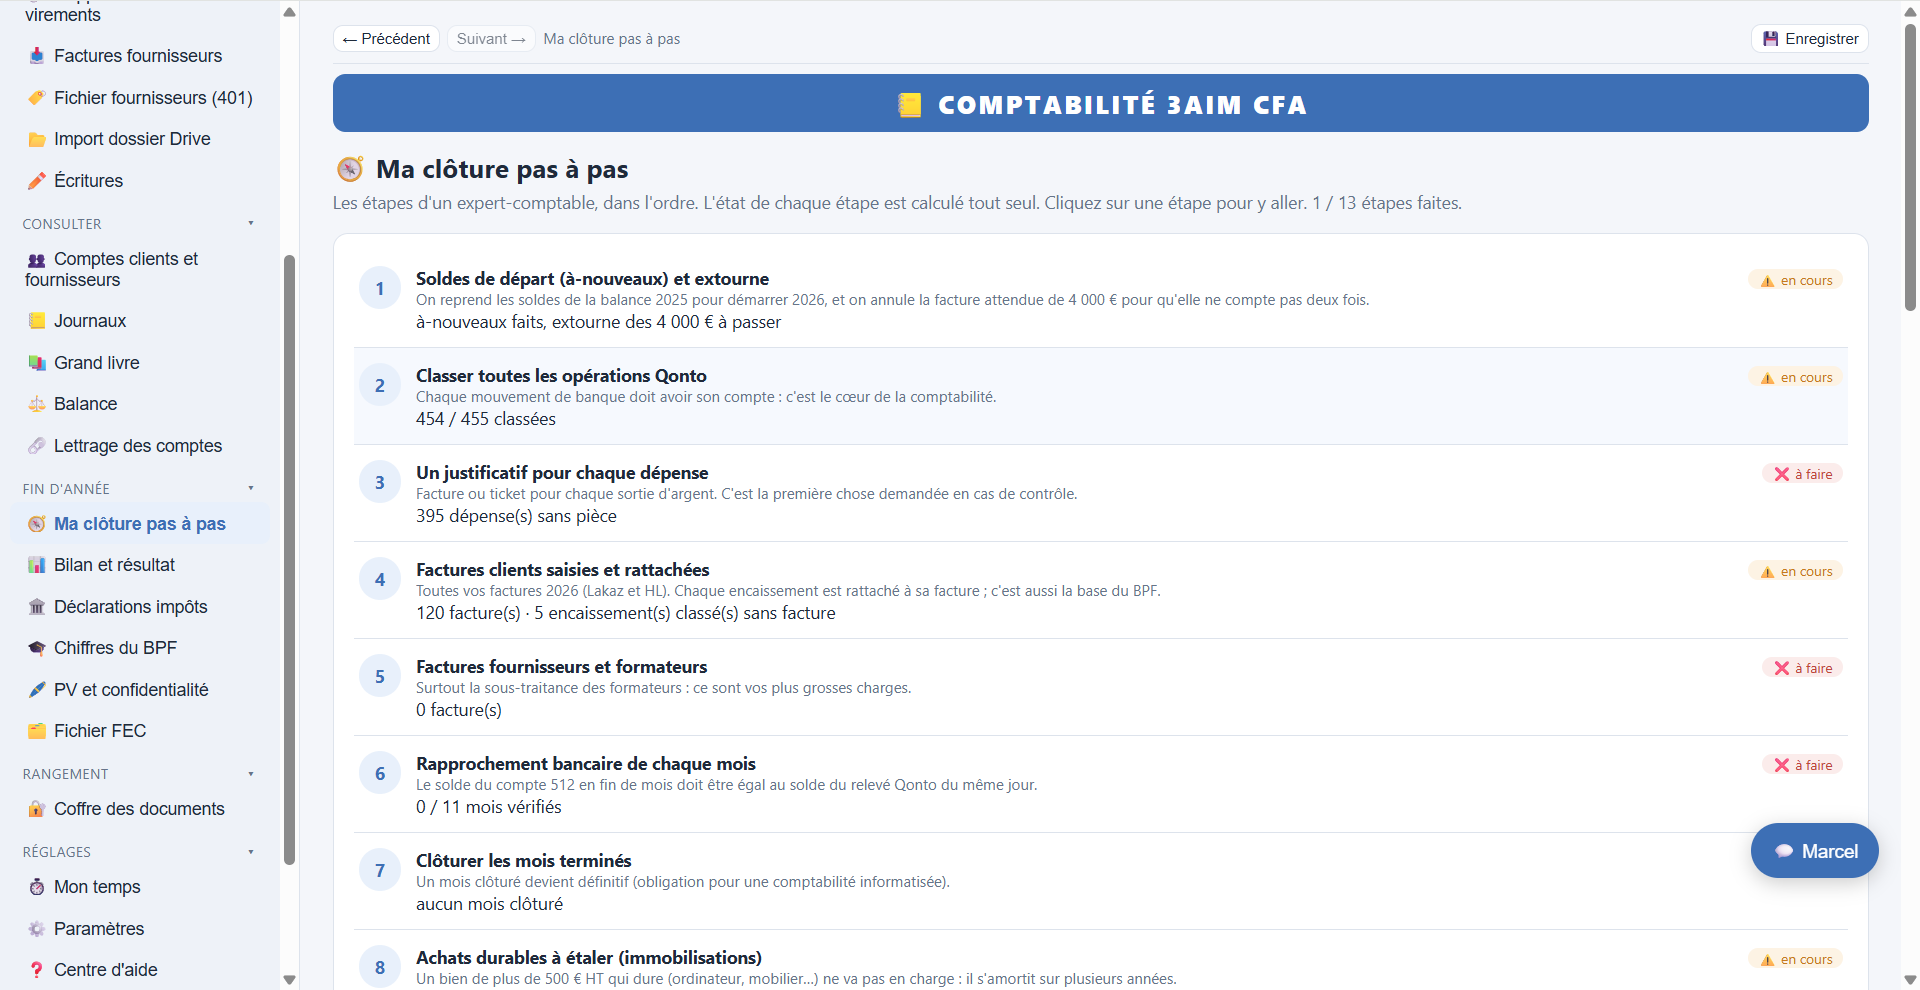 virements
Factures fournisseurs
Fichier fournisseurs (401)
Import dossier Drive
Écritures
CONSULTER
Comptes clients et
fournisseurs
Journaux
Grand livre
Balance
Lettrage des comptes
FIN D'ANNÉE
Ma clôture pas à pas
Bilan et résultat
Déclarations impôts
Chiffres du BPF
PV et confidentialité
Fichier FEC
RANGEMENT
Coffre des documents
RÉGLAGES
Mon temps
Paramètres
Centre d'aide
← Précédent
Suivant →
Ma clôture pas à pas
Enregistrer
COMPTABILITÉ 3AIM CFA
Ma clôture pas à pas
Les étapes d'un expert-comptable, dans l'ordre. L'état de chaque étape est calculé tout seul. Cliquez sur une étape pour y aller. 1 / 13 étapes faites.
1
Soldes de départ (à-nouveaux) et extourne
en cours
On reprend les soldes de la balance 2025 pour démarrer 2026, et on annule la facture attendue de 4 000 € pour qu'elle ne compte pas deux fois.
à-nouveaux faits, extourne des 4 000 € à passer
2
Classer toutes les opérations Qonto
en cours
Chaque mouvement de banque doit avoir son compte : c'est le cœur de la comptabilité.
454 / 455 classées
3
Un justificatif pour chaque dépense
à faire
Facture ou ticket pour chaque sortie d'argent. C'est la première chose demandée en cas de contrôle.
395 dépense(s) sans pièce
4
Factures clients saisies et rattachées
en cours
Toutes vos factures 2026 (Lakaz et HL). Chaque encaissement est rattaché à sa facture ; c'est aussi la base du BPF.
120 facture(s) · 5 encaissement(s) classé(s) sans facture
5
Factures fournisseurs et formateurs
à faire
Surtout la sous-traitance des formateurs : ce sont vos plus grosses charges.
0 facture(s)
6
Rapprochement bancaire de chaque mois
à faire
Le solde du compte 512 en fin de mois doit être égal au solde du relevé Qonto du même jour.
0 / 11 mois vérifiés
7
Clôturer les mois terminés
Un mois clôturé devient définitif (obligation pour une comptabilité informatisée).
aucun mois clôturé
Marcel
8
Achats durables à étaler (immobilisations)
en cours
Un bien de plus de 500 € HT qui dure (ordinateur, mobilier...) ne va pas en charge : il s'amortit sur plusieurs années.